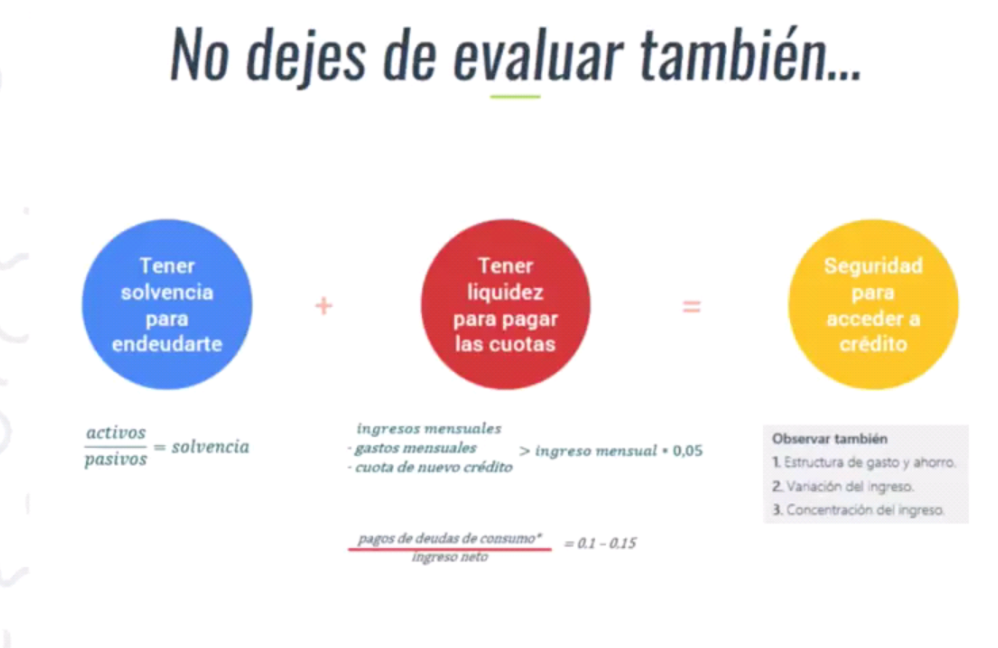 No dejes de evaluar también...
Tener
solvencia
para
endeudarte
+
Tener
liquidez
para pagar
las cuotas
=
Seguridad
para
acceder a
crédito
activos
pasivos
= solvencia
ingresos mensuales
- gastos mensuales
- cuota de nuevo crédito
> ingreso mensual * 0,05
pagos de deudas de consumo*
ingreso neto
= 0.1 – 0.15
Observar también
1. Estructura de gasto y ahorro.
2. Variación del ingreso.
3. Concentración del ingreso.